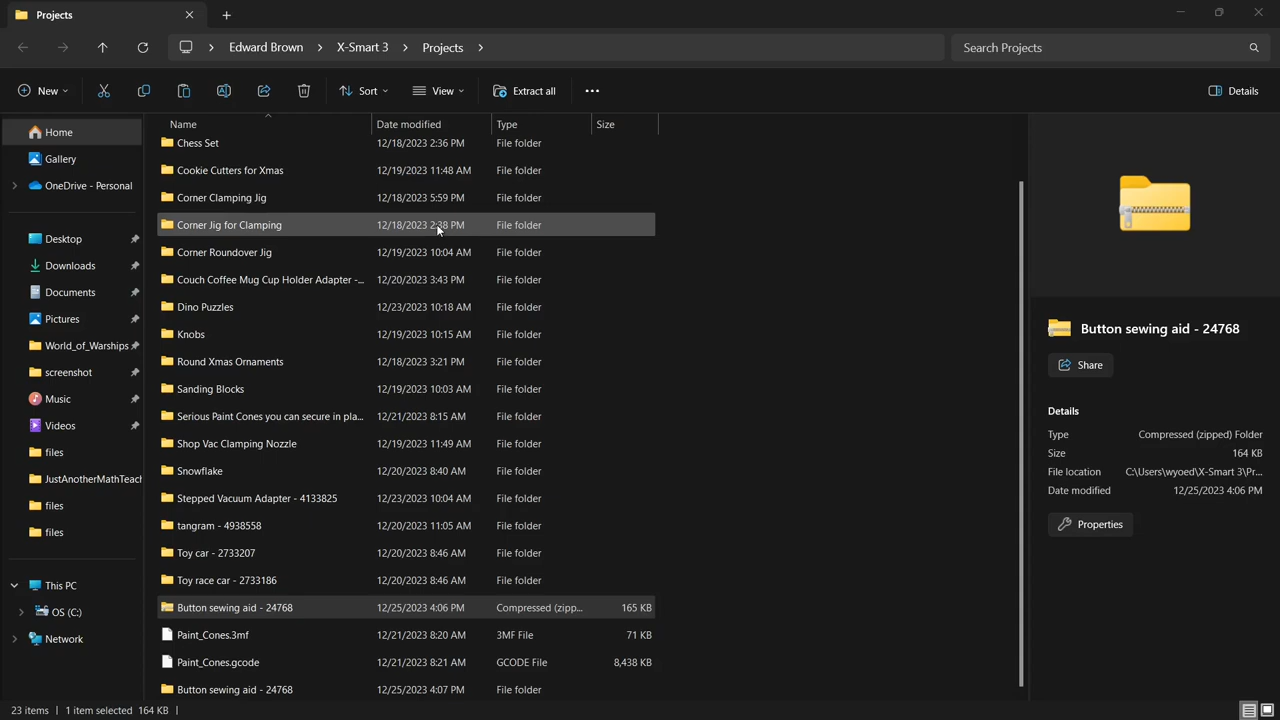 Projects
Edward Brown > X-Smart 3 > Projects >
Search Projects
New
Sort
View
Extract all
Details
Name Date modified Type Size
Home
Gallery
OneDrive - Personal
Desktop
Downloads
Documents
Pictures
World_of_Warships
screenshot
Music
Videos
files
JustAnotherMathTeach
files
files
This PC
OS (C:)
Network
Chess Set 12/18/2023 2:36 PM File folder
Cookie Cutters for Xmas 12/19/2023 11:48 AM File folder
Corner Clamping Jig 12/18/2023 5:59 PM File folder
Corner Jig for Clamping 12/18/2023 2:38 PM File folder
Corner Roundover Jig 12/19/2023 10:04 AM File folder
Couch Coffee Mug Cup Holder Adapter -... 12/20/2023 3:43 PM File folder
Dino Puzzles 12/23/2023 10:18 AM File folder
Knobs 12/19/2023 10:15 AM File folder
Round Xmas Ornaments 12/18/2023 3:21 PM File folder
Sanding Blocks 12/19/2023 10:03 AM File folder
Serious Paint Cones you can secure in pla... 12/21/2023 8:15 AM File folder
Shop Vac Clamping Nozzle 12/19/2023 11:49 AM File folder
Snowflake 12/20/2023 8:40 AM File folder
Stepped Vacuum Adapter - 4133825 12/23/2023 10:04 AM File folder
tangram - 4938558 12/20/2023 11:05 AM File folder
Toy car - 2733207 12/20/2023 8:46 AM File folder
Toy race car - 2733186 12/20/2023 8:46 AM File folder
Button sewing aid - 24768 12/25/2023 4:06 PM Compressed (zipp... 165 KB
Paint_Cones.3mf 12/21/2023 8:20 AM 3MF File 71 KB
Paint_Cones.gcode 12/21/2023 8:21 AM GCODE File 8,438 KB
Button sewing aid - 24768 12/25/2023 4:07 PM File folder
Button sewing aid - 24768
Share
Details
Type Compressed (zipped) Folder
Size 164 KB
File location C:\Users\wyoed\X-Smart 3\Pr...
Date modified 12/25/2023 4:06 PM
Properties
23 items | 1 item selected 164 KB |